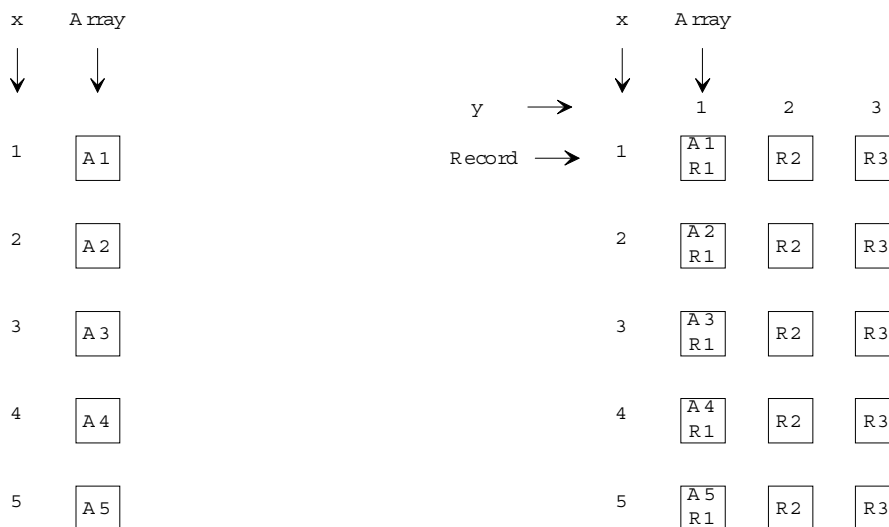 x Array
1 A1
2 A2
3 A3
4 A4
5 A5
x Array
y 1 2 3
Record 1 A1 R1 R2 R3
2 A2 R1 R2 R3
3 A3 R1 R2 R3
4 A4 R1 R2 R3
5 A5 R1 R2 R3